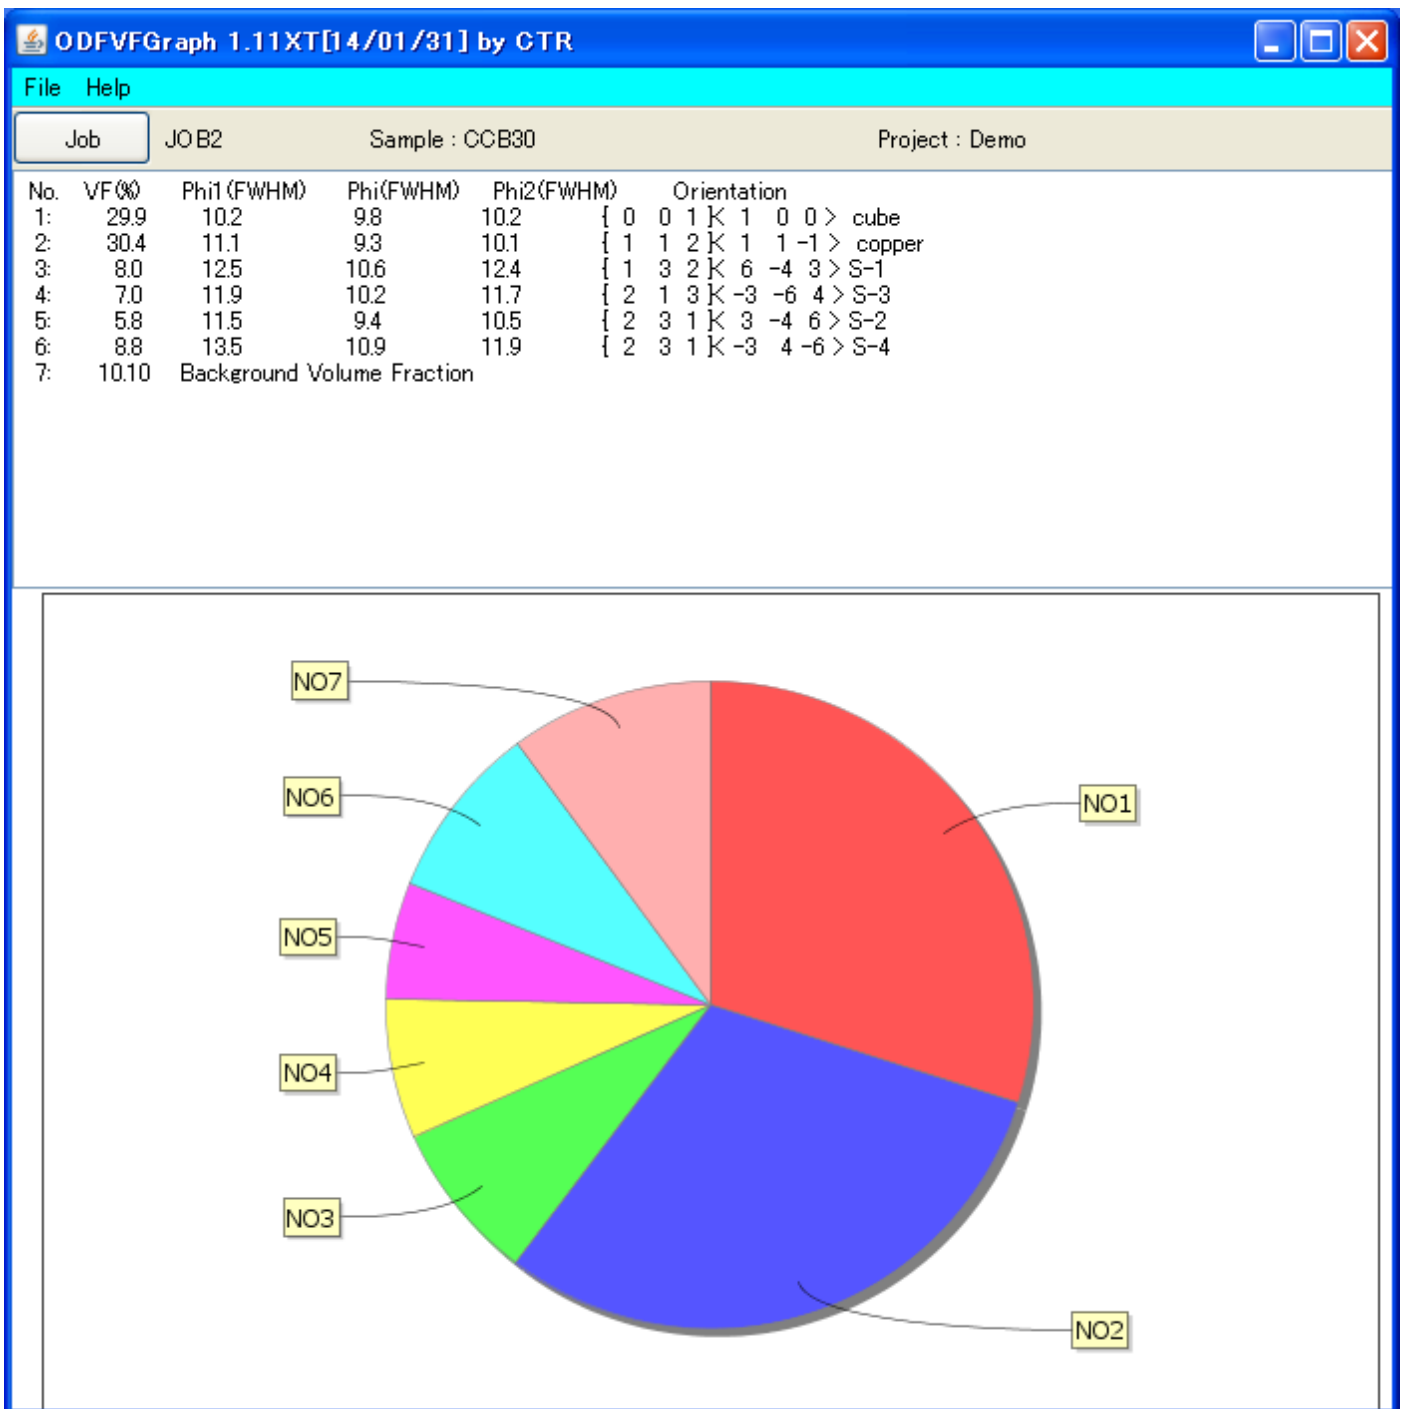 ODFVFGraph 1.11XT[14/01/31] by CTR
File Help
Job JOB2 Sample : CCB30 Project : Demo
No. VF(%) Phi1(FWHM) Phi(FWHM) Phi2(FWHM) Orientation
1: 29.9 10.2 9.8 10.2 { 0 0 1 }< 1 0 0 > cube
2: 30.4 11.1 9.3 10.1 { 1 1 2 }< 1 1 -1 > copper
3: 8.0 12.5 10.6 12.4 { 1 3 2 }< 6 -4 3 > S-1
4: 7.0 11.9 10.2 11.7 { 2 1 3 }< -3 -6 4 > S-3
5: 5.8 11.5 9.4 10.5 { 2 3 1 }< 3 -4 6 > S-2
6: 8.8 13.5 10.9 11.9 { 2 3 1 }< -3 4 -6 > S-4
7: 10.10 Background Volume Fraction
NO7
NO6
NO1
NO5
NO4
NO3
NO2